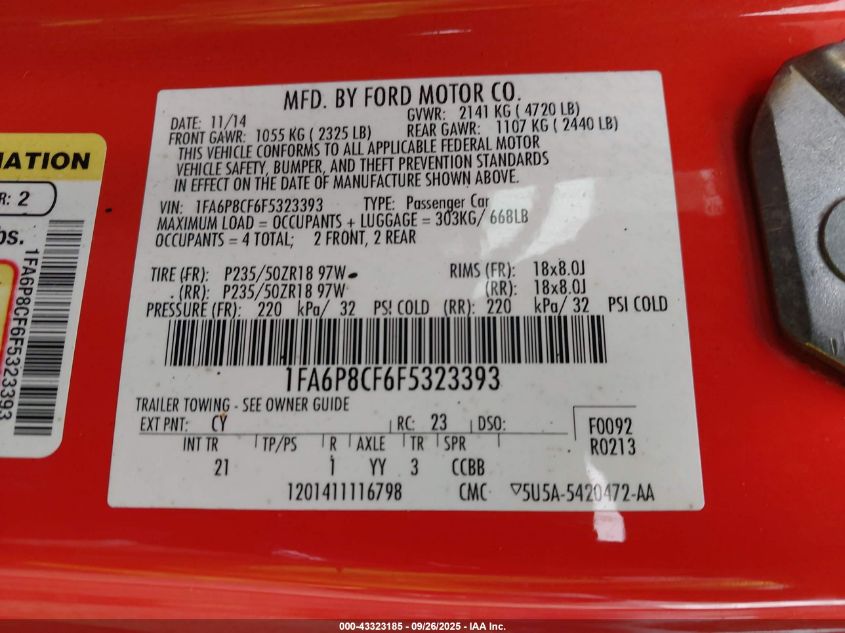 MFD. BY FORD MOTOR CO.
DATE: 11/14 GVWR: 2141 KG ( 4720 LB)
FRONT GAWR: 1055 KG ( 2325 LB) REAR GAWR: 1107 KG ( 2440 LB)
THIS VEHICLE CONFORMS TO ALL APPLICABLE FEDERAL MOTOR
VEHICLE SAFETY, BUMPER, AND THEFT PREVENTION STANDARDS
IN EFFECT ON THE DATE OF MANUFACTURE SHOWN ABOVE.
VIN: 1FA6P8CF6F5323393 TYPE: Passenger Car
MAXIMUM LOAD = OCCUPANTS + LUGGAGE = 303KG/ 668LB
OCCUPANTS = 4 TOTAL; 2 FRONT, 2 REAR
TIRE (FR): P235/50ZR18 97W RIMS (FR): 18x8.0J
(RR): P235/50ZR18 97W (RR): 18x8.0J
PRESSURE (FR): 220 kPa/ 32 PSI COLD (RR): 220 kPa/ 32 PSI COLD
1FA6P8CF6F5323393
TRAILER TOWING - SEE OWNER GUIDE
EXT PNT: CY RC: 23 DSO: F0092
R0213
INT TR TP/PS R AXLE TR SPR
21 1 YY 3 CCBB
1201411116798 CMC 5U5A-5420472-AA
MATION
R: 2
bs.
1FA6P8CF6F5323393
000-43323185 - 09/26/2025 - IAA Inc.